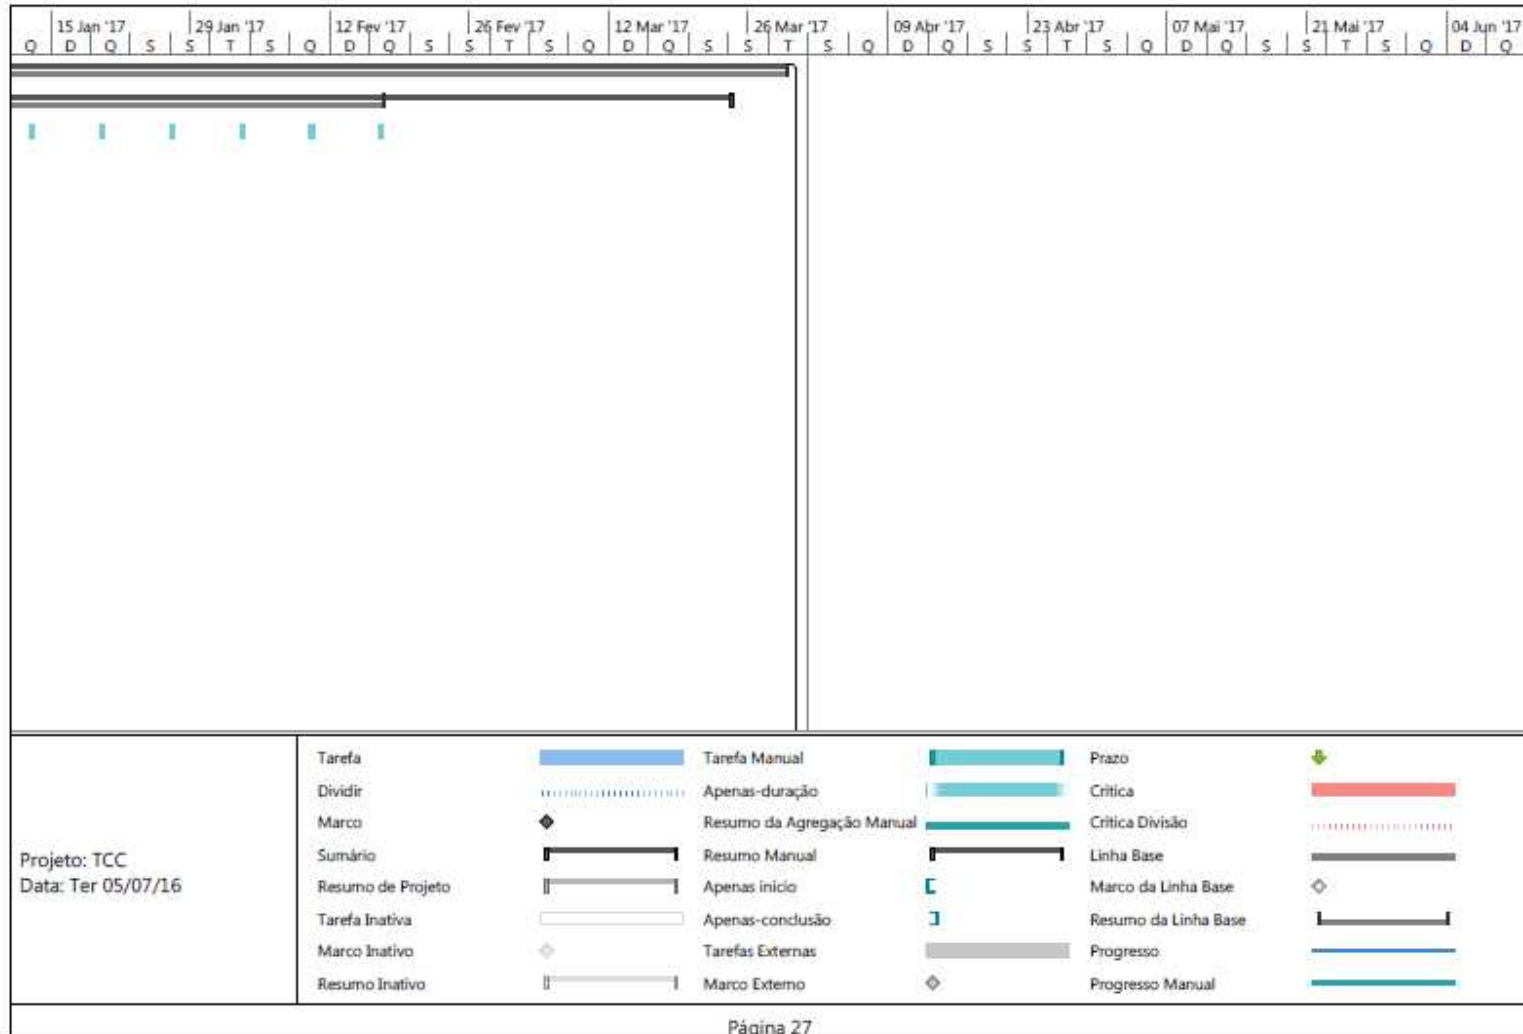 15 Jan '17 29 Jan '17 12 Fev '17 26 Fev '17 12 Mar '17 26 Mar '17 09 Abr '17 23 Abr '17 07 Mai '17 21 Mai '17 04 Jun '17
Q D Q S S T S Q D Q S S T S Q D Q S S T S Q D Q S S T S Q D Q S S T S Q D Q
Tarefa Tarefa Manual Prazo
Dividir Apenas-duração Crítica
Marco Resumo da Agregação Manual Crítica Divisão
Sumário Resumo Manual Linha Base
Resumo de Projeto Apenas início Marco da Linha Base
Tarefa Inativa Apenas-conclusão Resumo da Linha Base
Marco Inativo Tarefas Externas Progresso
Resumo Inativo Marco Externo Progresso Manual
Projeto: TCC
Data: Ter 05/07/16
Página 27